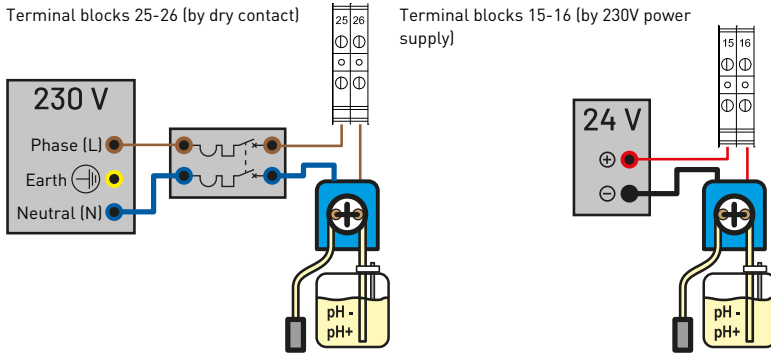 Terminal blocks 25-26 (by dry contact)
25 26
230 V
Phase (L)
Earth
Neutral (N)
pH -
pH+
Terminal blocks 15-16 (by 230V power
supply)
15 16
24 V
+
−
pH -
pH+